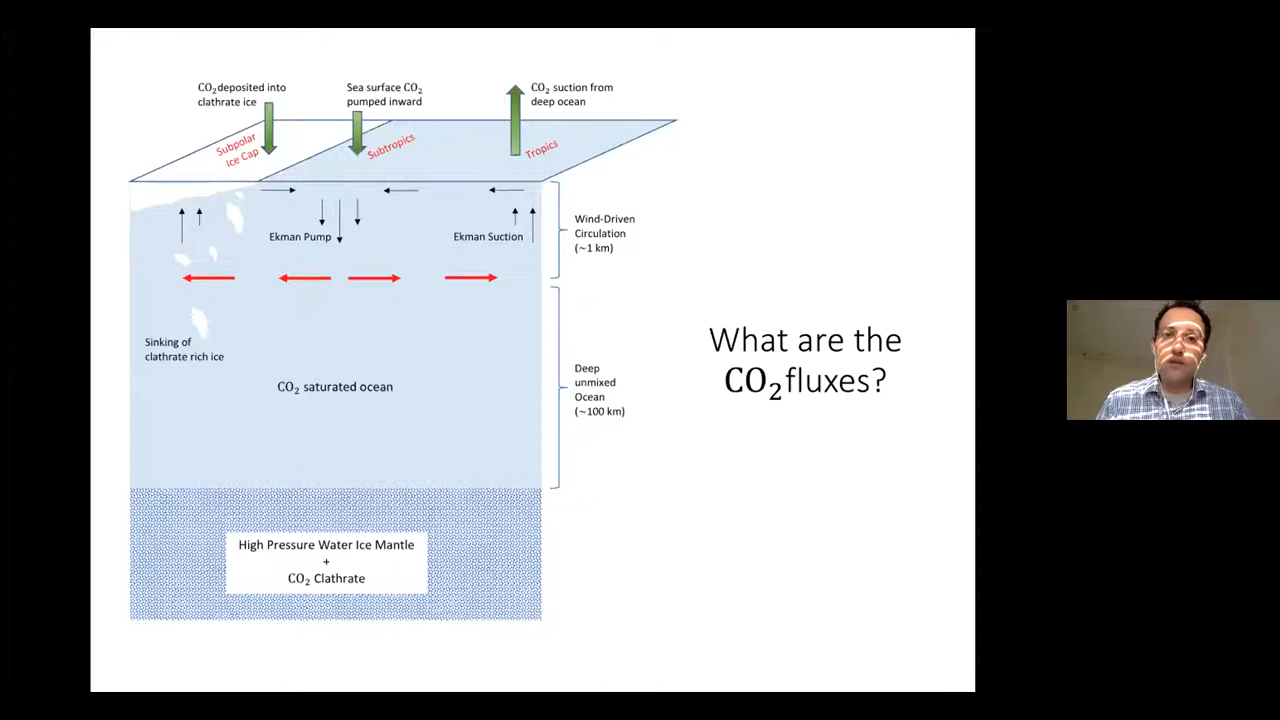 CO₂ deposited into
clathrate ice
Sea surface CO₂
pumped inward
CO₂ suction from
deep ocean
Subpolar
Ice Cap
Subtropics
Tropics
Ekman Pump
Ekman Suction
Wind-Driven
Circulation
(~1 km)
Sinking of
clathrate rich ice
CO₂ saturated ocean
Deep
unmixed
Ocean
(~100 km)
High Pressure Water Ice Mantle
+
CO₂ Clathrate
What are the
CO₂ fluxes?